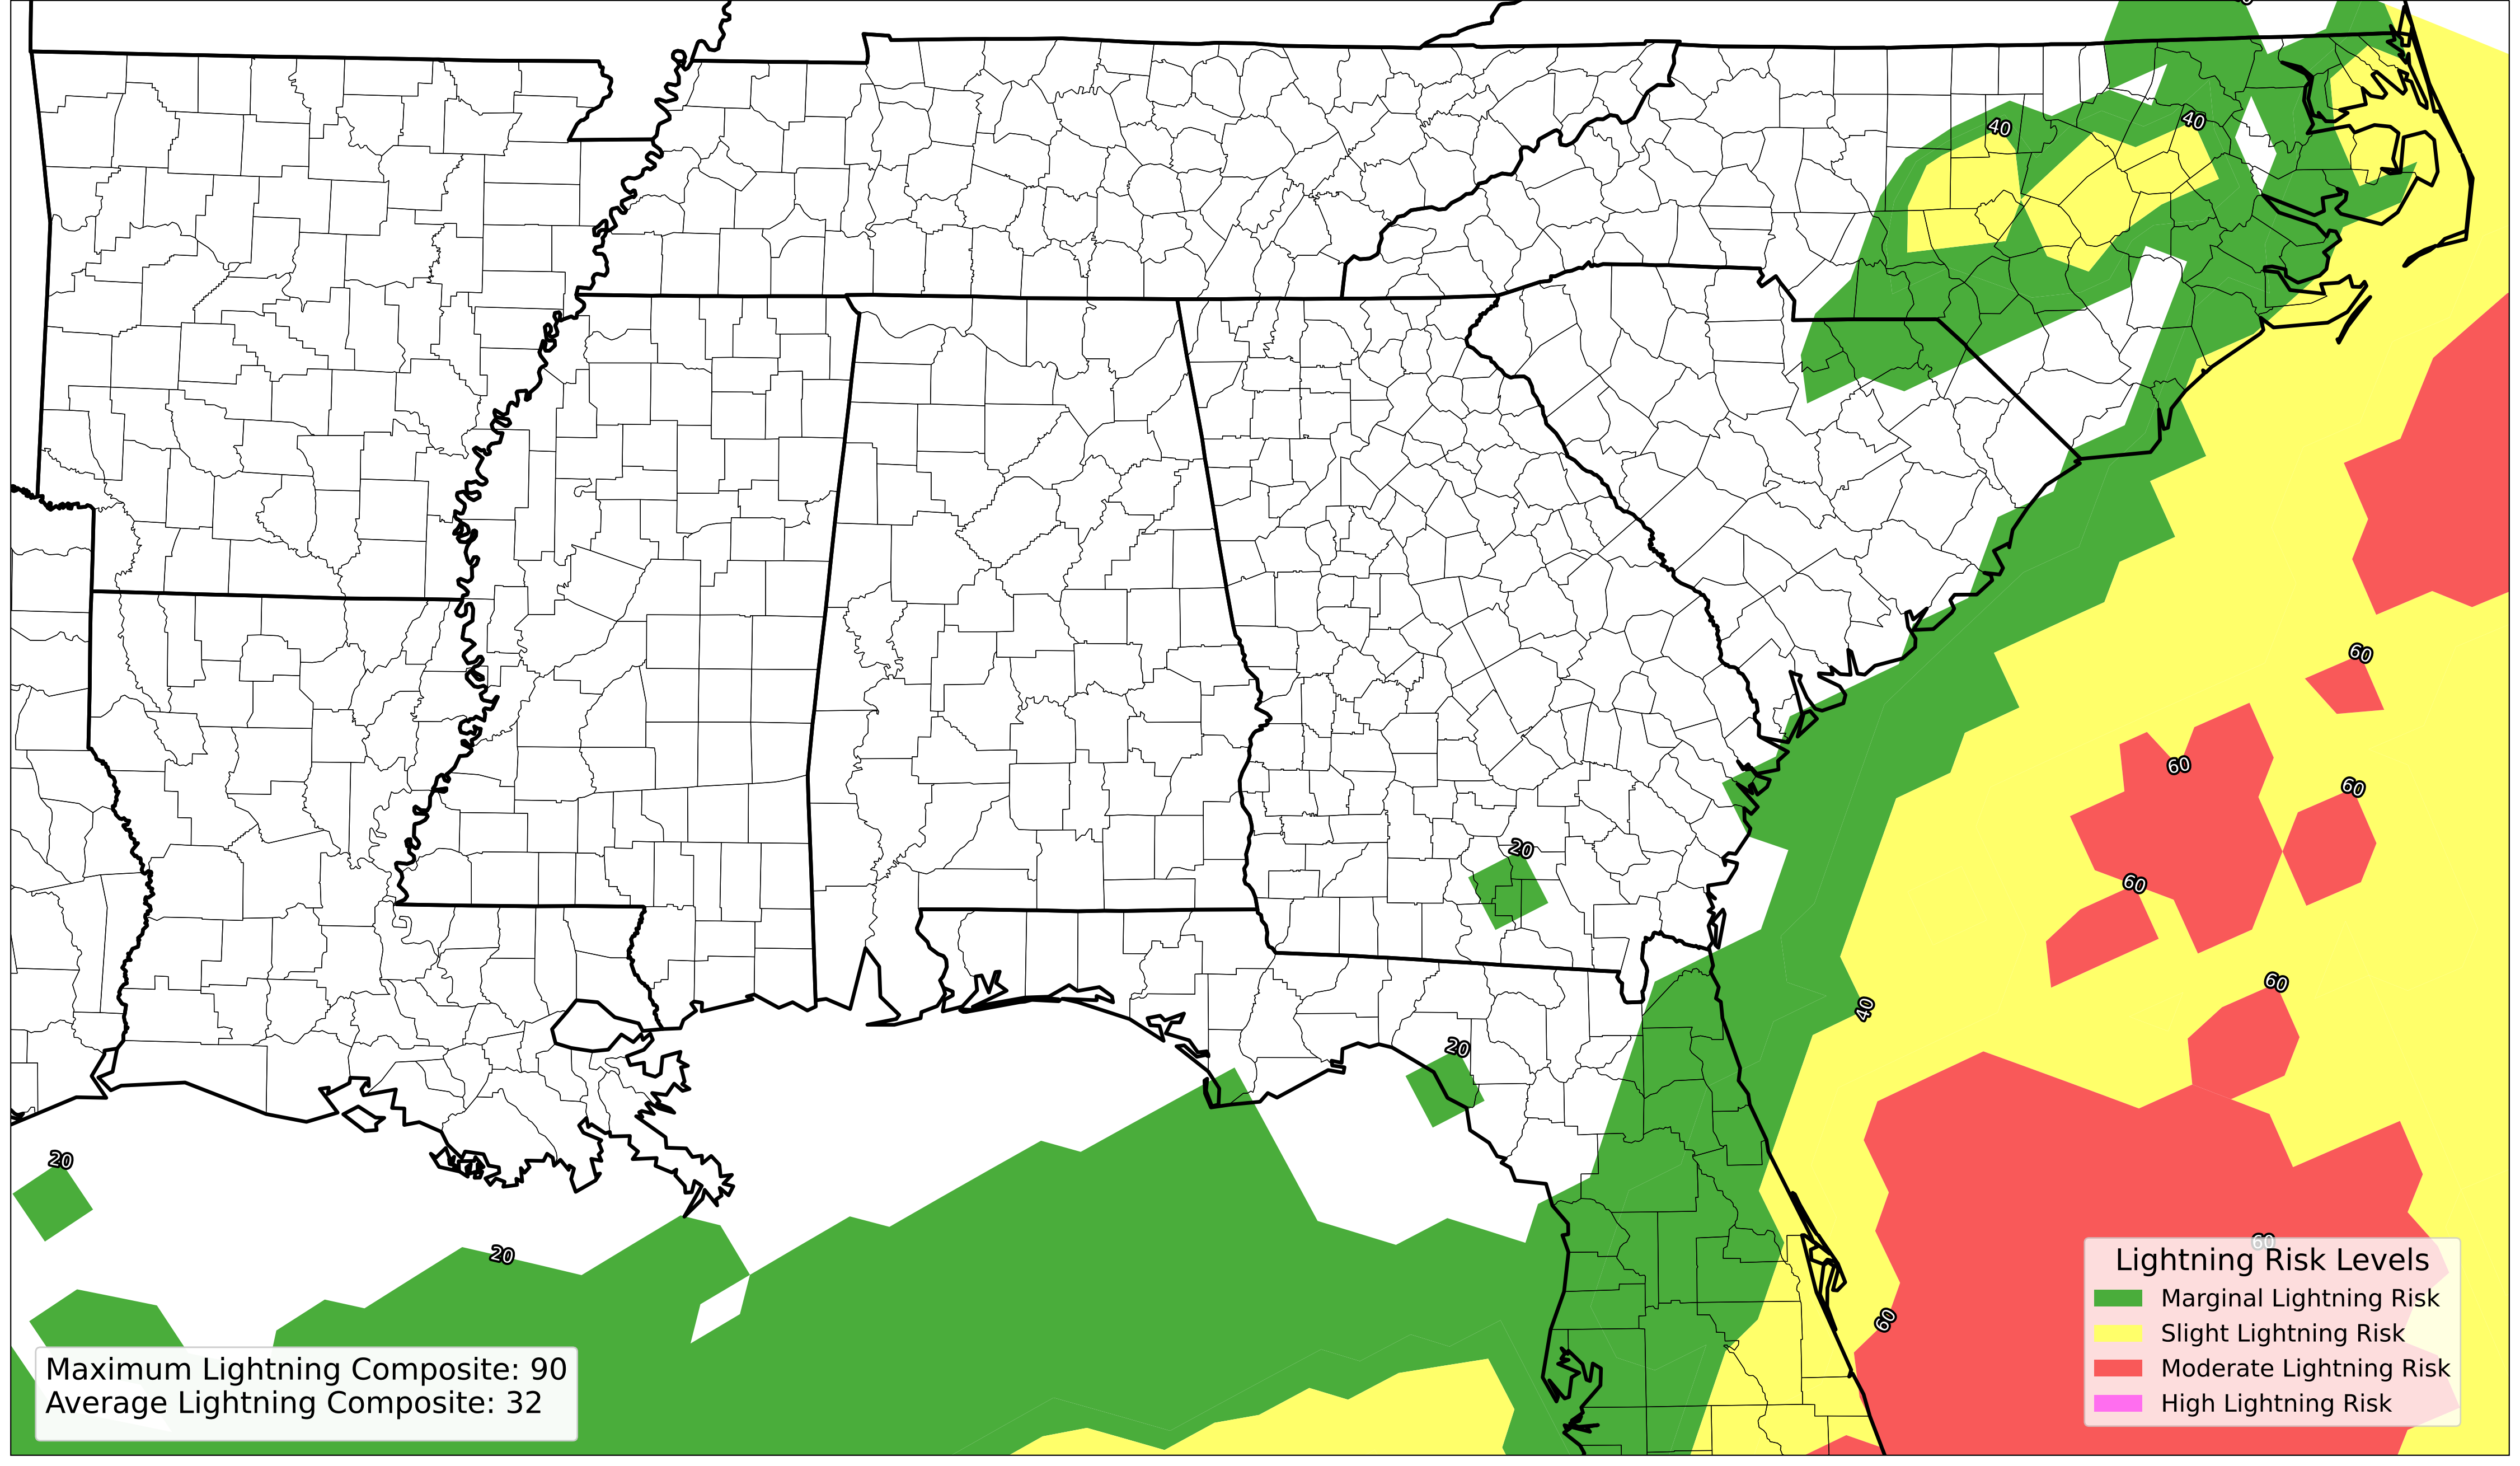 40
40
60
60
60
20
60
40
60
20
20
20
60
60
Lightning Risk Levels
Marginal Lightning Risk
Slight Lightning Risk
Moderate Lightning Risk
High Lightning Risk
Maximum Lightning Composite: 90
Average Lightning Composite: 32